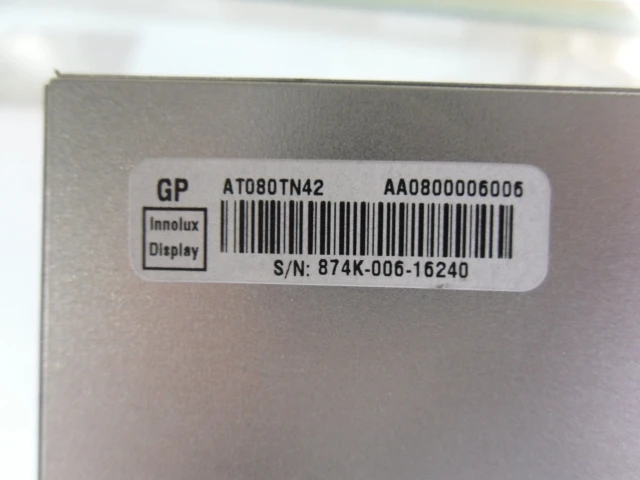 GP AT080TN42 AA0800006006
Innolux
Display
S/N: 874K-006-16240